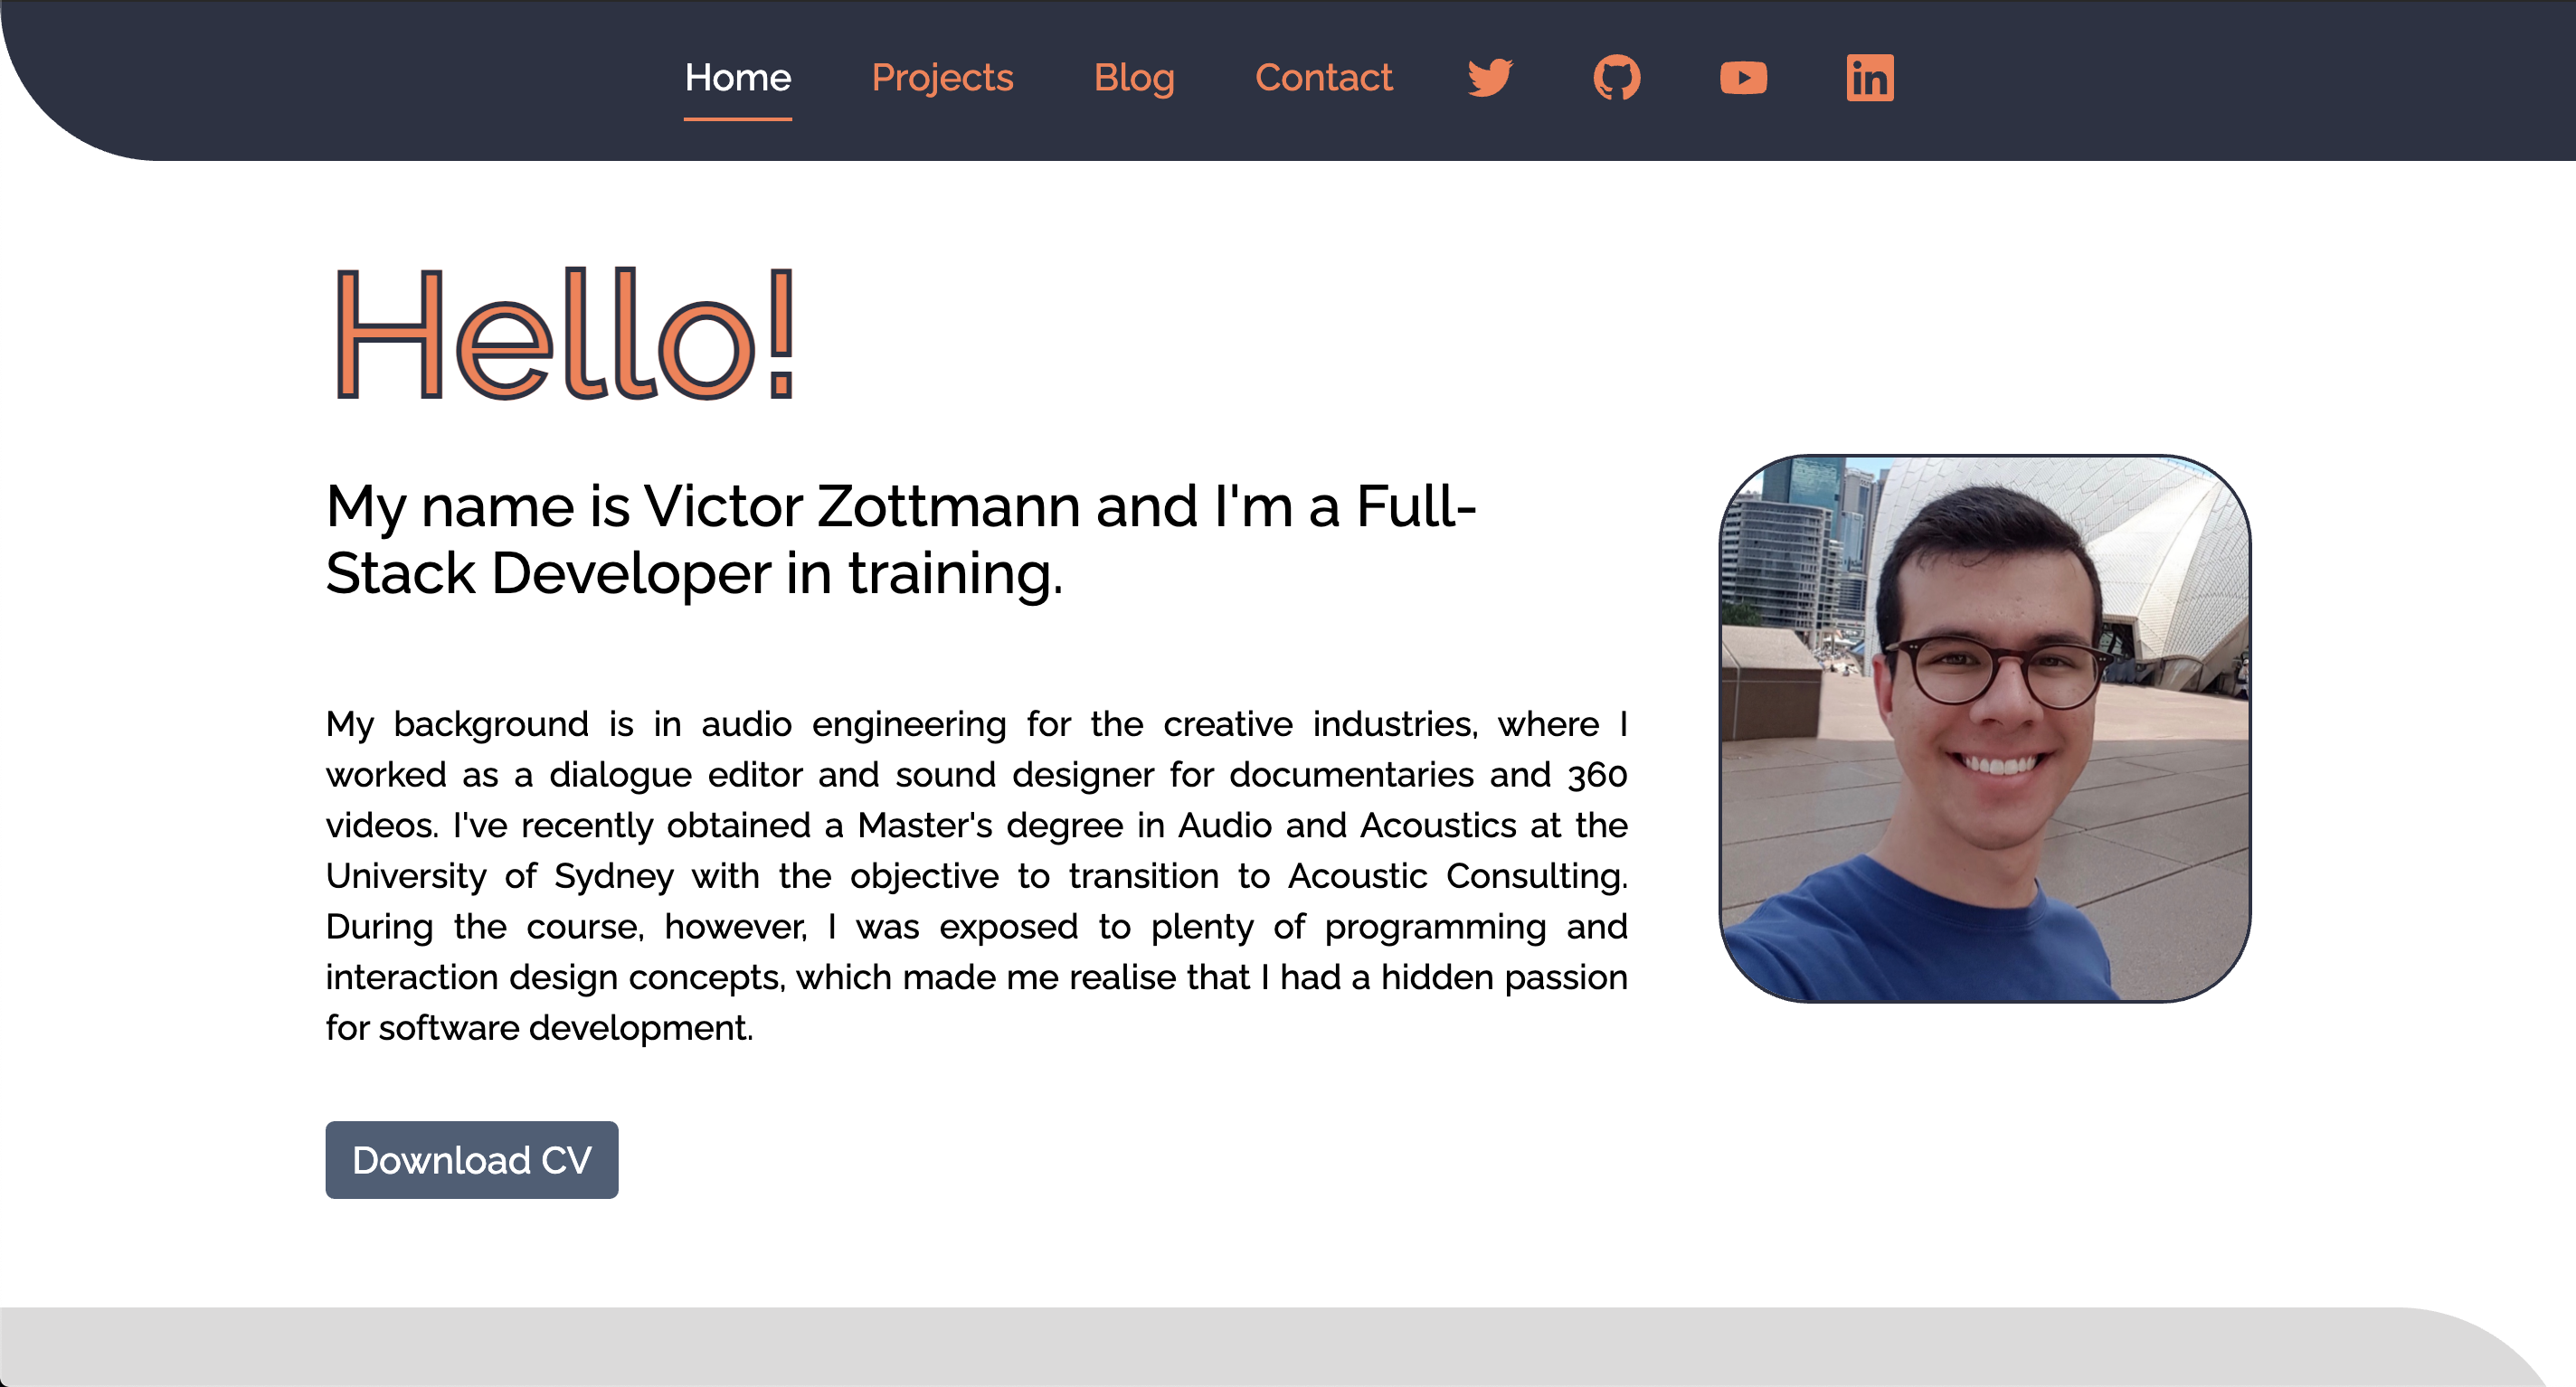 Home Projects Blog Contact
Hello!
My name is Victor Zottmann and I'm a Full-
Stack Developer in training.
My background is in audio engineering for the creative industries, where I
worked as a dialogue editor and sound designer for documentaries and 360
videos. I've recently obtained a Master's degree in Audio and Acoustics at the
University of Sydney with the objective to transition to Acoustic Consulting.
During the course, however, I was exposed to plenty of programming and
interaction design concepts, which made me realise that I had a hidden passion
for software development.
Download CV